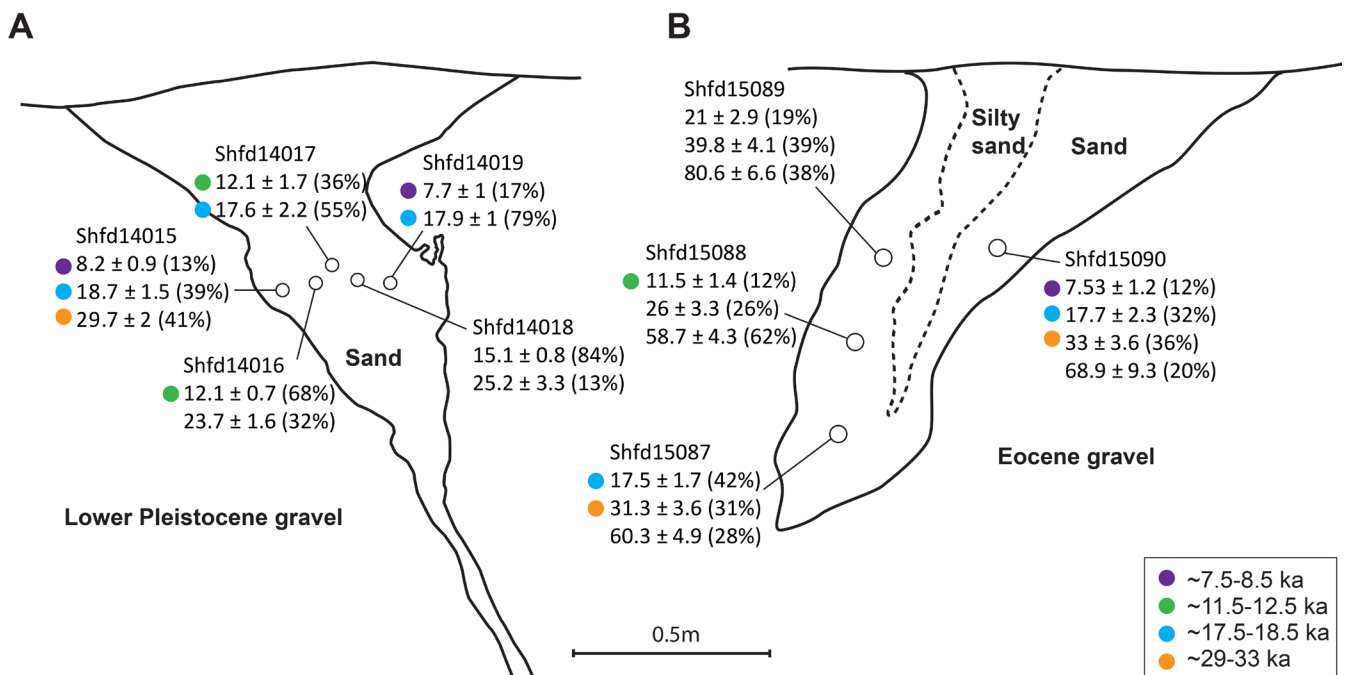 A
B
Shfd14017
12.1 ± 1.7 (36%)
17.6 ± 2.2 (55%)
Shfd14019
7.7 ± 1 (17%)
17.9 ± 1 (79%)
Shfd14015
8.2 ± 0.9 (13%)
18.7 ± 1.5 (39%)
29.7 ± 2 (41%)
Shfd14018
15.1 ± 0.8 (84%)
25.2 ± 3.3 (13%)
Shfd14016
12.1 ± 0.7 (68%)
23.7 ± 1.6 (32%)
Sand
Lower Pleistocene gravel
Shfd15089
21 ± 2.9 (19%)
39.8 ± 4.1 (39%)
80.6 ± 6.6 (38%)
Silty
sand
Sand
Shfd15088
11.5 ± 1.4 (12%)
26 ± 3.3 (26%)
58.7 ± 4.3 (62%)
Shfd15090
7.53 ± 1.2 (12%)
17.7 ± 2.3 (32%)
33 ± 3.6 (36%)
68.9 ± 9.3 (20%)
Shfd15087
17.5 ± 1.7 (42%)
31.3 ± 3.6 (31%)
60.3 ± 4.9 (28%)
Eocene gravel
0.5m
~7.5-8.5 ka
~11.5-12.5 ka
~17.5-18.5 ka
~29-33 ka